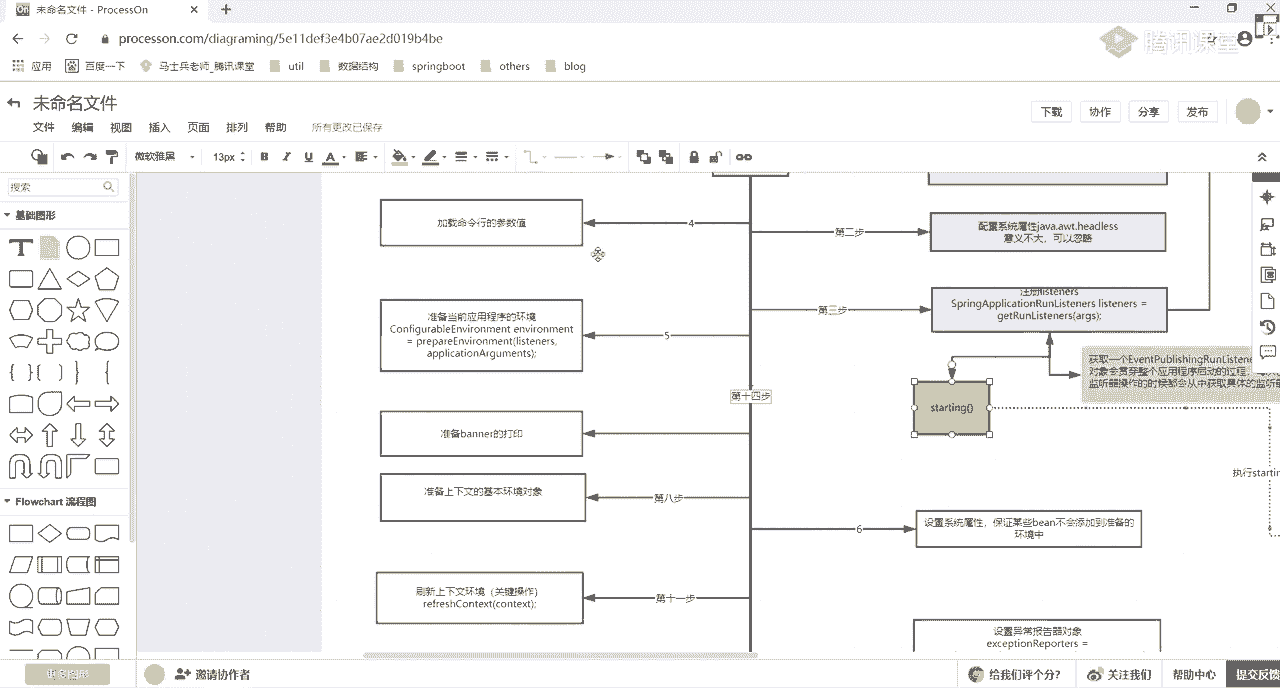 未命名文件 - ProcessOn
processon.com/diagraming/5e11def3e4b07ae2d019b4be
腾讯课堂
应用
百度一下
马士兵老师_腾讯课堂
util
数据结构
springboot
others
blog
未命名文件
文件 编辑 视图 插入 页面 排列 帮助 所有更改已保存
下载 协作 分享 发布
微软雅黑 13px
搜索
基础图形
Flowchart 流程图
更多图形
加载命令行的参数值
4
第二步
配置系统属性java.awt.headless
意义不大，可以忽略
准备当前应用程序的环境
ConfigurableEnvironment environment
= prepareEnvironment(listeners,
applicationArguments);
5
第三步
注册listeners
SpringApplicationRunListeners listeners =
getRunListeners(args);
获取一个EventPublishingRunListene
对象会贯穿整个应用程序启动的过程，
监听器操作的时候都会从中获取具体的监听
第十四步
starting()
执行startin
准备banner的打印
准备上下文的基本环境对象
第八步
6
设置系统属性，保证某些bean不会添加到准备的
环境中
刷新上下文环境（关键操作）
refreshContext(context);
第十一步
设置异常报告器对象
exceptionReporters =
邀请协作者
给我们评个分?
关注我们
帮助中心
提交反馈